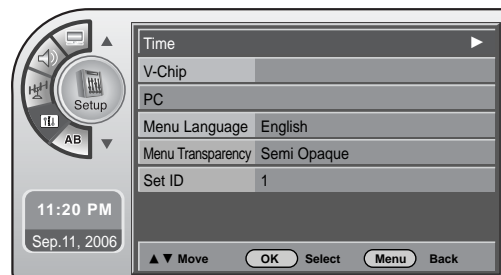 Setup
AB
11:20 PM
Sep.11, 2006
Time ►
V-Chip
PC
Menu Language English
Menu Transparency Semi Opaque
Set ID 1
▲▼ Move OK Select Menu Back